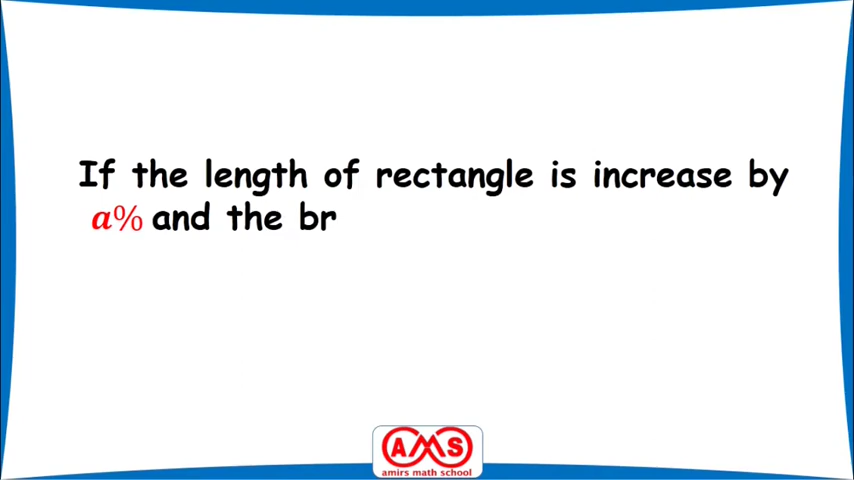 If the length of rectangle is increase by
a% and the br
AMS
amirs math school